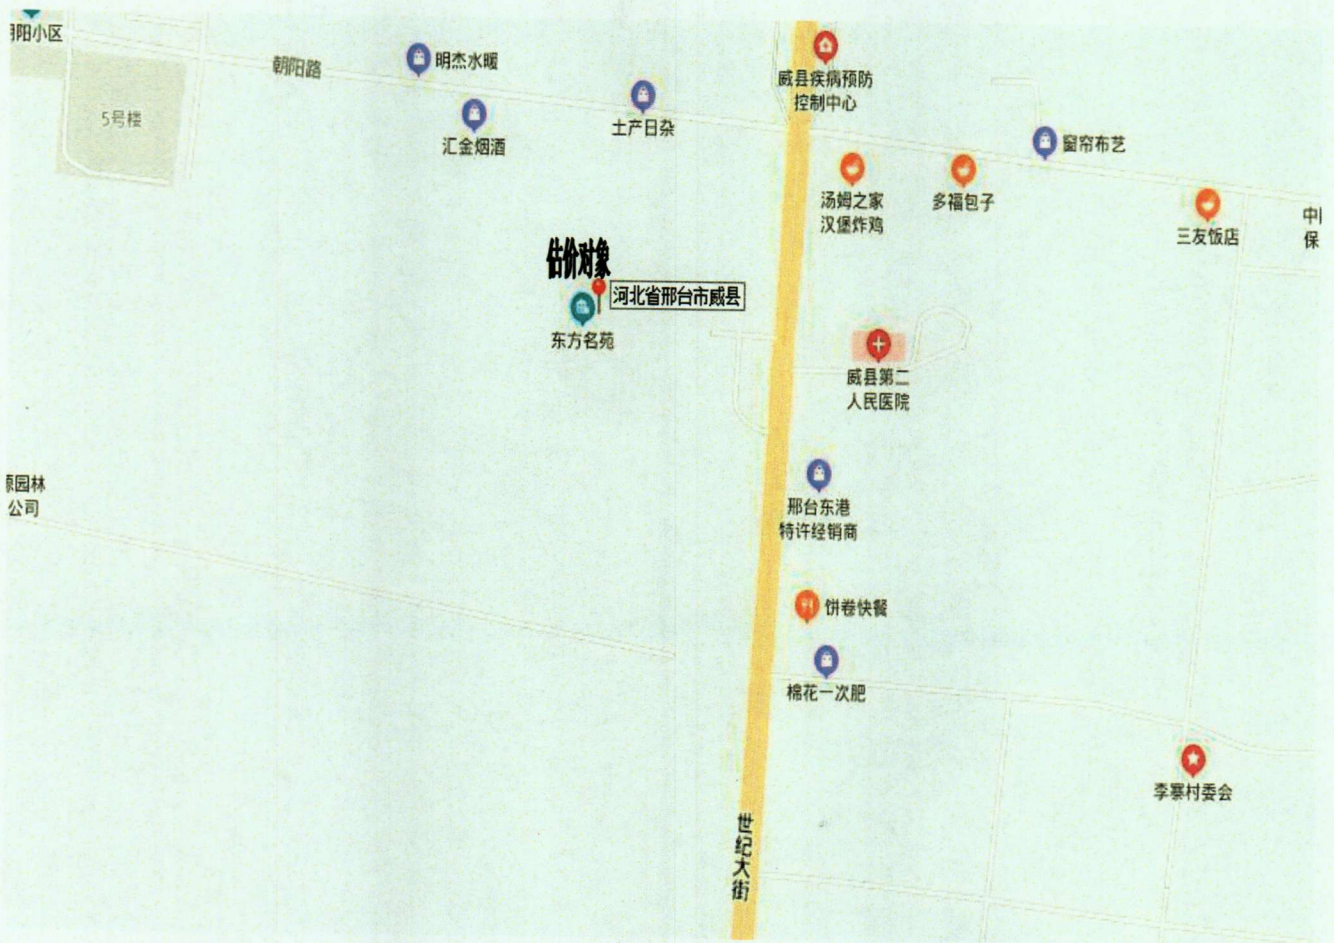 阳小区
5号楼
朝阳路
明杰水暖
汇金烟酒
土产日杂
威县疾病预防
控制中心
窗帘布艺
汤姆之家
汉堡炸鸡
多福包子
三友饭店
中
保
估价对象
河北省邢台市威县
东方名苑
威县第二
人民医院
源园林
公司
邢台东港
特许经销商
饼卷快餐
棉花一次肥
李寨村委会
世纪大街